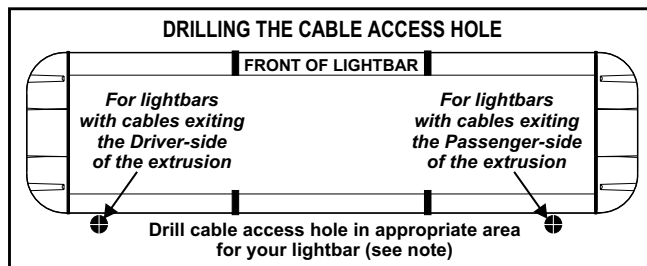 DRILLING THE CABLE ACCESS HOLE
FRONT OF LIGHTBAR
For lightbars
with cables exiting
the Driver-side
of the extrusion
For lightbars
with cables exiting
the Passenger-side
of the extrusion
Drill cable access hole in appropriate area
for your lightbar (see note)